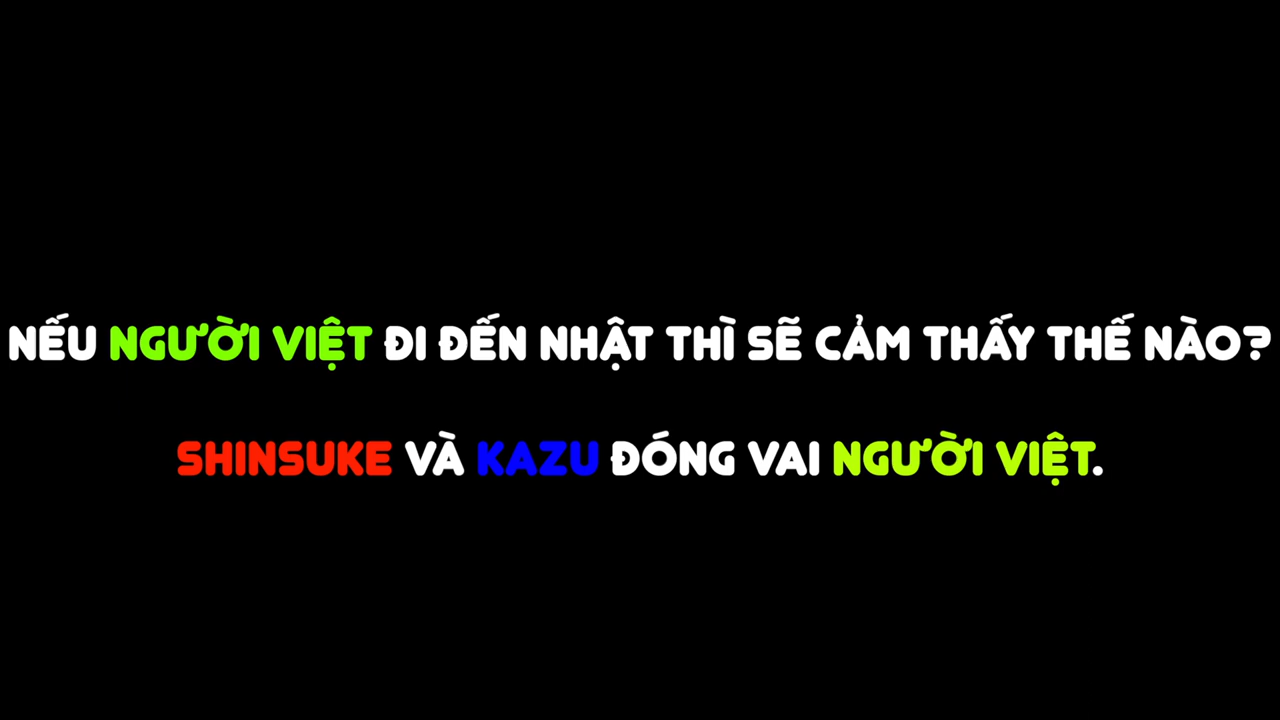 NẾU NGƯỜI VIỆT ĐI ĐẾN NHẬT THÌ SẼ CẢM THẤY THẾ NÀO?
SHINSUKE VÀ KAZU ĐÓNG VAI NGƯỜI VIỆT.